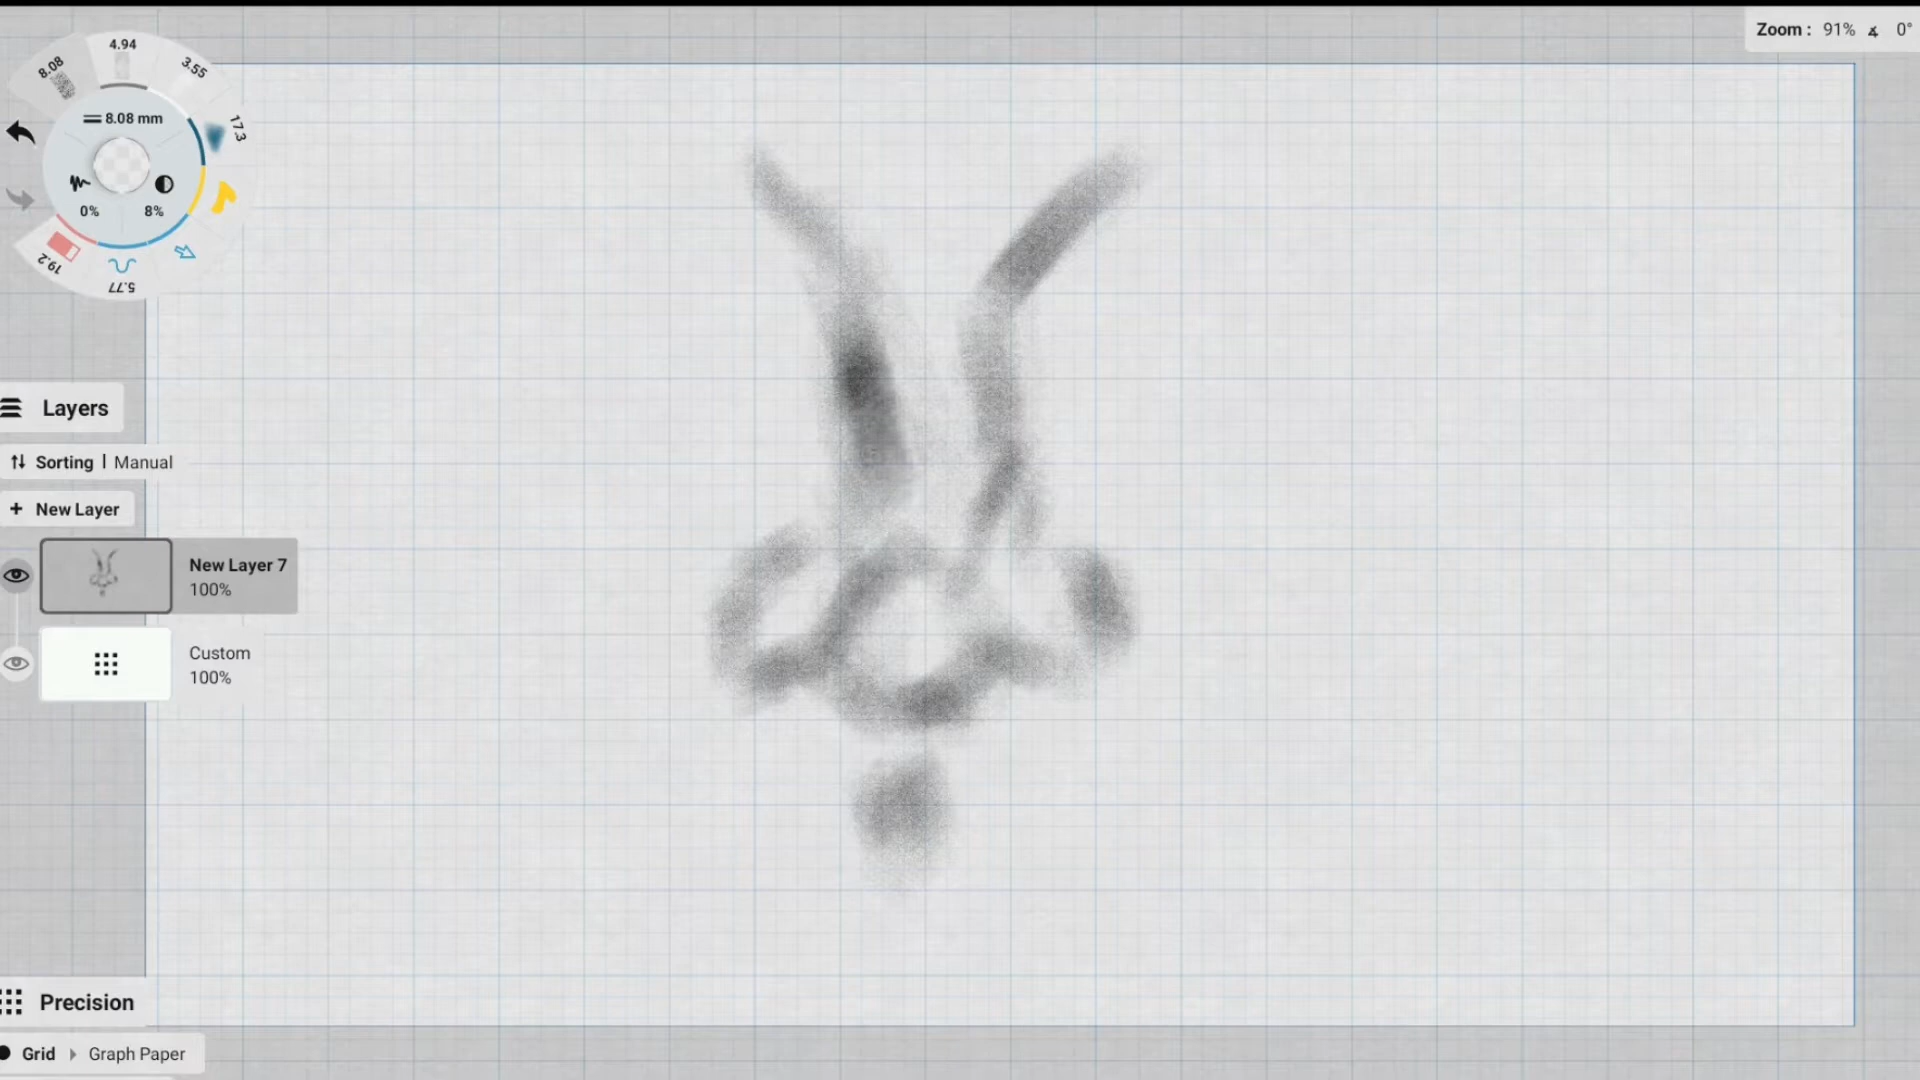 Zoom : 91% 0°
4.94
8.08
3.55
17.3
8.08 mm
0%
8%
19.2
5.77
Layers
Sorting | Manual
+ New Layer
New Layer 7
100%
Custom
100%
Precision
Grid Graph Paper